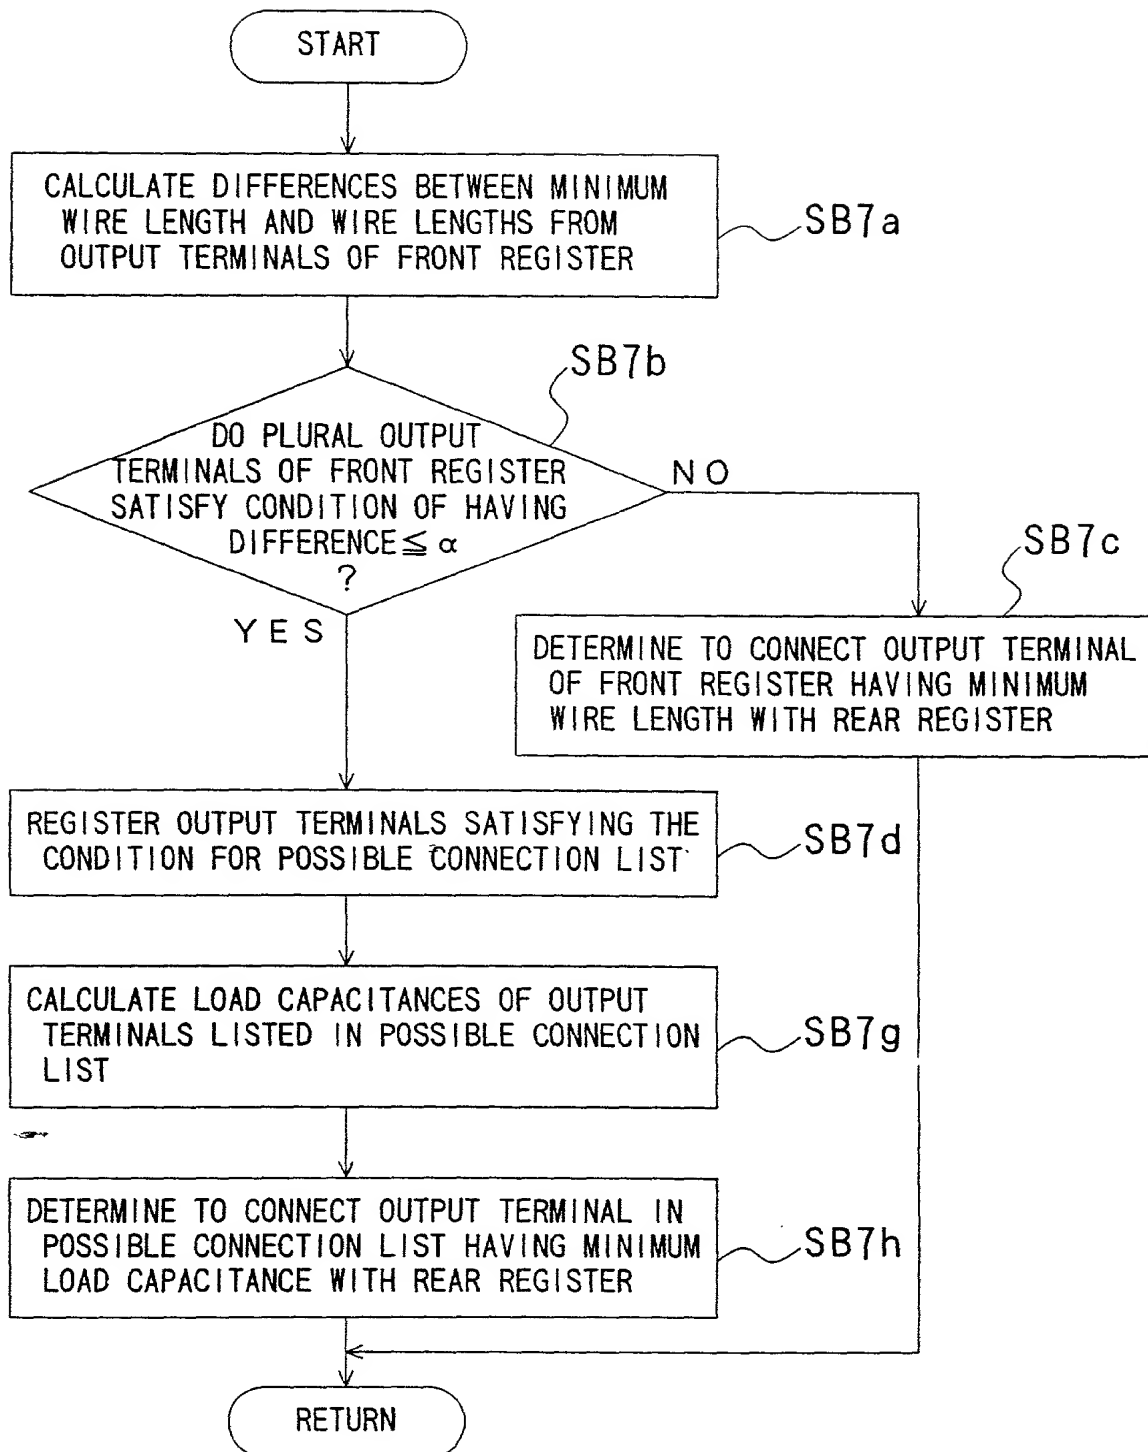 START
CALCULATE DIFFERENCES BETWEEN MINIMUM
WIRE LENGTH AND WIRE LENGTHS FROM
OUTPUT TERMINALS OF FRONT REGISTER
SB7a
SB7b
DO PLURAL OUTPUT
TERMINALS OF FRONT REGISTER
SATISFY CONDITION OF HAVING
DIFFERENCE ≦ α
?
NO
YES
SB7c
DETERMINE TO CONNECT OUTPUT TERMINAL
OF FRONT REGISTER HAVING MINIMUM
WIRE LENGTH WITH REAR REGISTER
REGISTER OUTPUT TERMINALS SATISFYING THE
CONDITION FOR POSSIBLE CONNECTION LIST
SB7d
CALCULATE LOAD CAPACITANCES OF OUTPUT
TERMINALS LISTED IN POSSIBLE CONNECTION
LIST
SB7g
DETERMINE TO CONNECT OUTPUT TERMINAL IN
POSSIBLE CONNECTION LIST HAVING MINIMUM
LOAD CAPACITANCE WITH REAR REGISTER
SB7h
RETURN